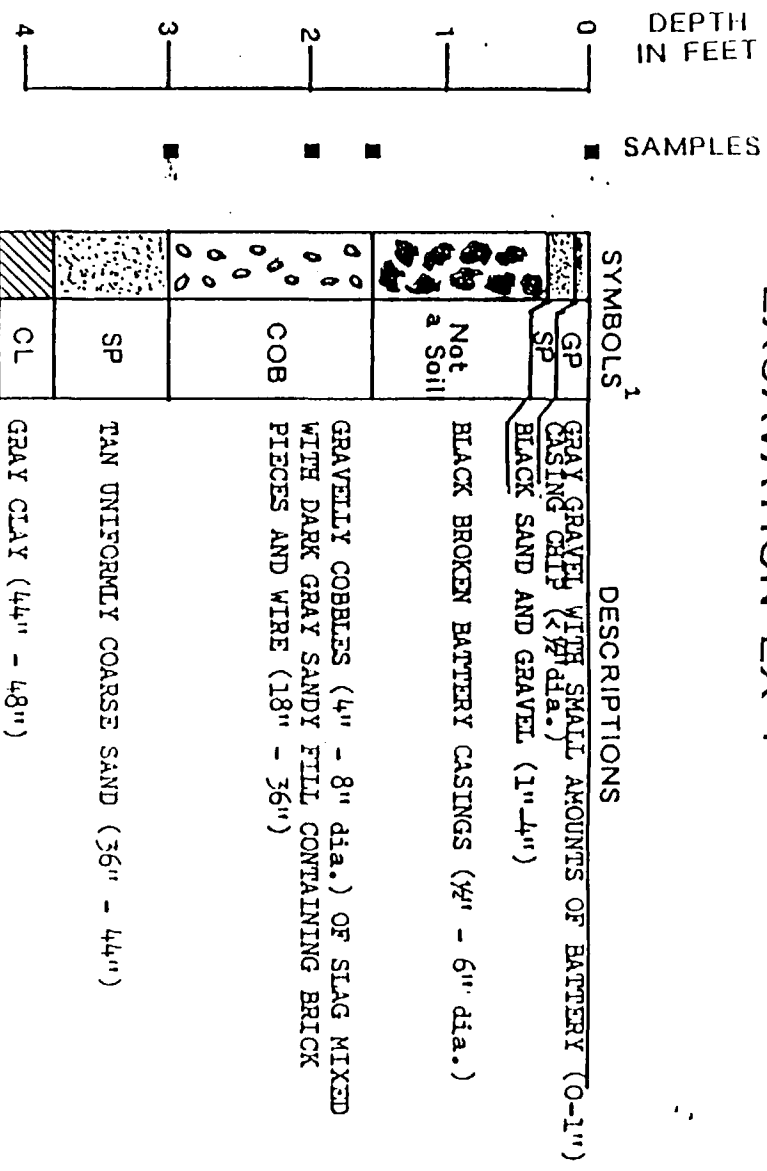 DEPTH
IN FEET
SAMPLES
SYMBOLS 1
DESCRIPTIONS
0
1
2
3
4
GP
SP
Not
a Soil
COB
SP
CL
GRAY GRAVEL WITH SMALL AMOUNTS OF BATTERY (0-1")
CASING CHIP (<½" dia.)
BLACK SAND AND GRAVEL (1"-4")
BLACK BROKEN BATTERY CASINGS (½" - 6" dia.)
GRAVELLY COBBLES (4" - 8" dia.) OF SLAG MIXED
WITH DARK GRAY SANDY FILL CONTAINING BRICK
PIECES AND WIRE (18" - 36")
TAN UNIFORMLY COARSE SAND (36" - 44")
GRAY CLAY (44" - 48")